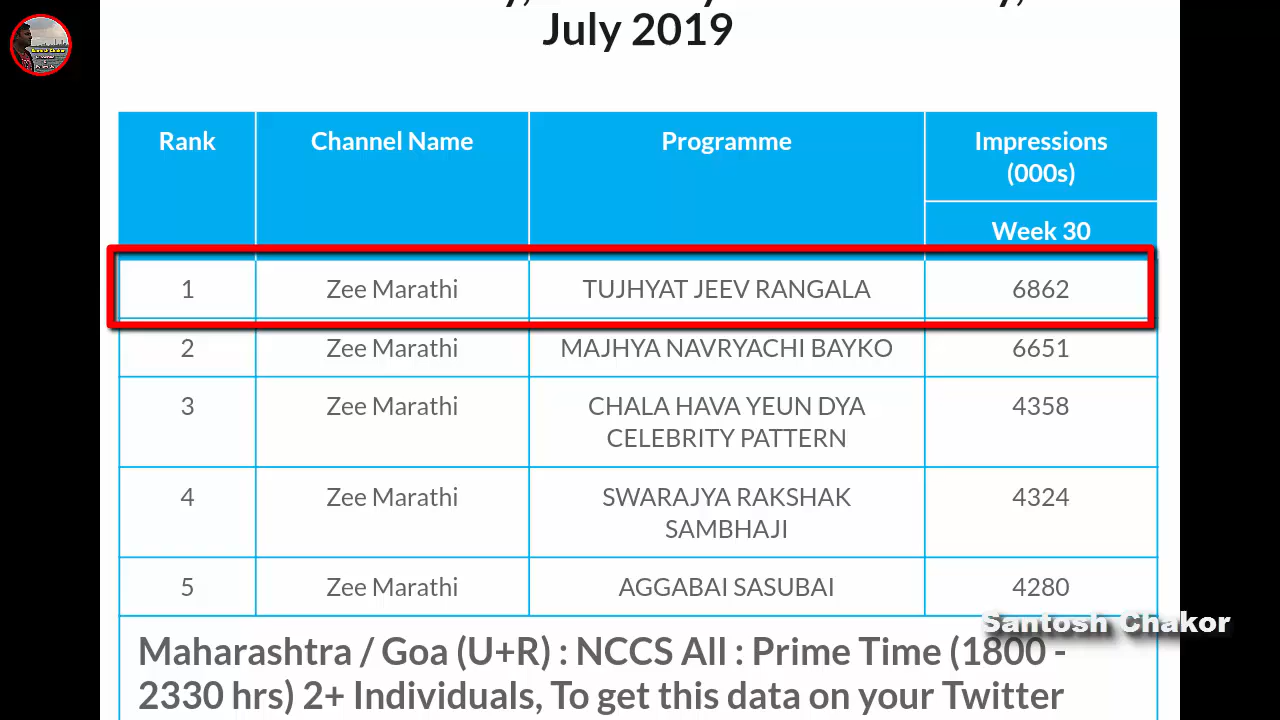 July 2019
Rank Channel Name Programme Impressions
(000s)
Week 30
1 Zee Marathi TUJHYAT JEEV RANGALA 6862
2 Zee Marathi MAJHYA NAVRYACHI BAYKO 6651
3 Zee Marathi CHALA HAVA YEUN DYA 4358
CELEBRITY PATTERN
4 Zee Marathi SWARAJYA RAKSHAK 4324
SAMBHAJI
5 Zee Marathi AGGABAI SASUBAI 4280
Santosh Chakor
Maharashtra / Goa (U+R) : NCCS All : Prime Time (1800 -
2330 hrs) 2+ Individuals, To get this data on your Twitter